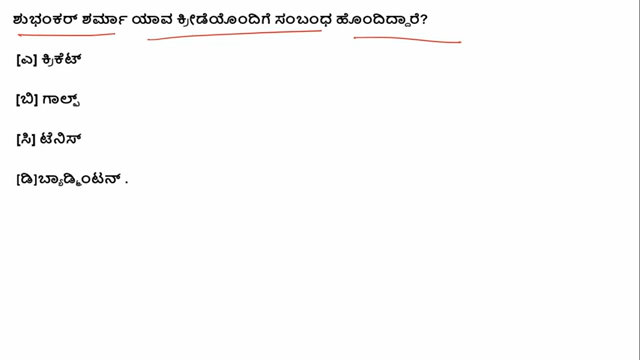 ಶುಭಂಕರ್ ಶರ್ಮಾ ಯಾವ ಕ್ರೀಡೆಯೊಂದಿಗೆ ಸಂಬಂಧ ಹೊಂದಿದ್ದಾರೆ?
[ಎ] ಕ್ರಿಕೆಟ್
[ಬಿ] ಗಾಲ್ಫ್
[ಸಿ] ಟೆನಿಸ್
[ಡಿ]ಬ್ಯಾಡ್ಮಿಂಟನ್ .